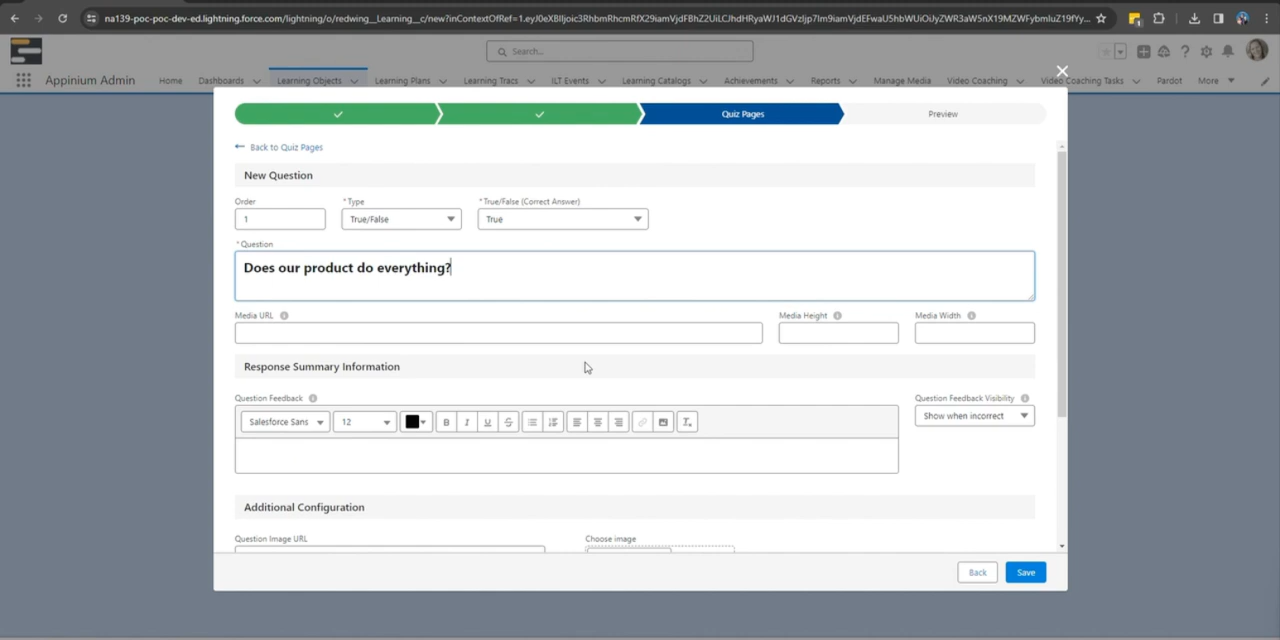 na139-poc-poc-dev-ed.lightning.force.com/lightning/o/redwing__Learning__c/new?inContextOfRef=
Search...
Appinium Admin Home Dashboards Learning Objects Learning Plans Learning Tracs ILT Events Learning Catalogs Achievements Reports Manage Media Video Coaching Video Coaching Tasks Pardot More
Quiz Pages Preview
Back to Quiz Pages
New Question
Order *Type *True/False (Correct Answer)
1 True/False True
*Question
Does our product do everything?
Media URL Media Height Media Width
Response Summary Information
Question Feedback Question Feedback Visibility
Salesforce Sans 12 B I U S Show when incorrect
Additional Configuration
Question Image URL Choose image
Back Save